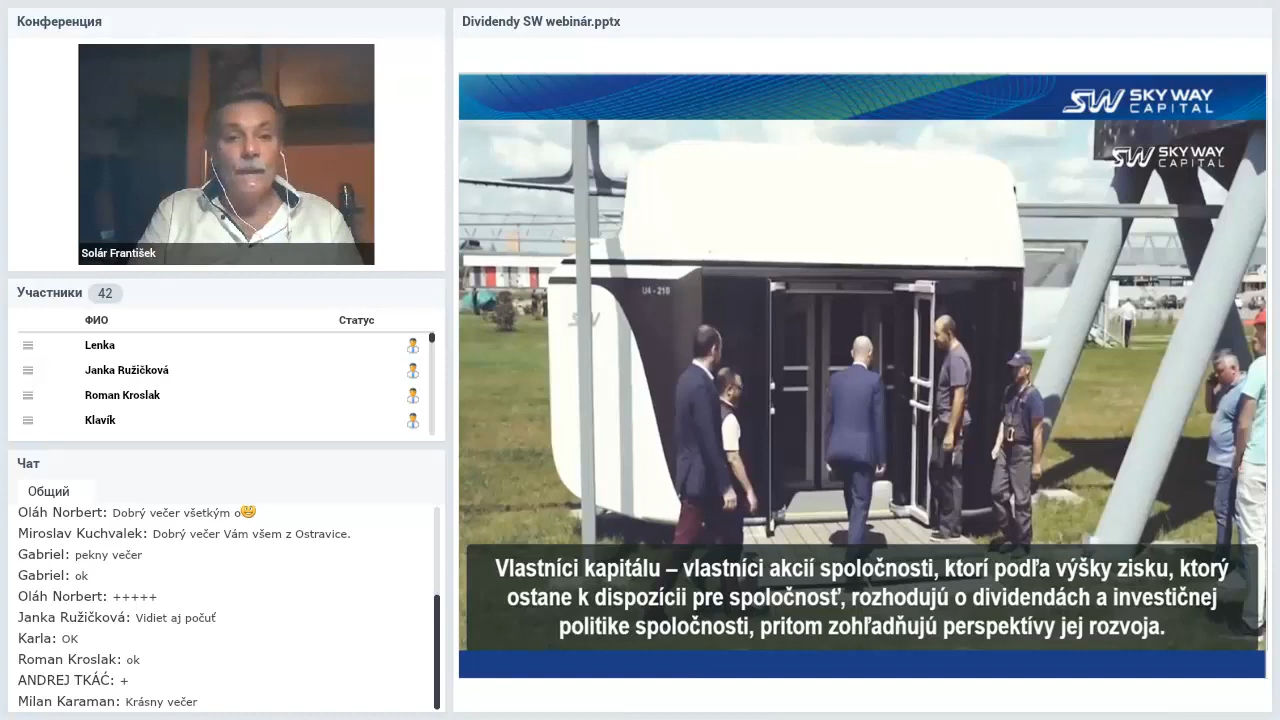 Конференция
Solár František
Участники 42
ФИО Статус
Lenka
Janka Ružičková
Roman Kroslak
Klavík
Чат
Общий
Oláh Norbert: Dobrý večer všetkým o
Miroslav Kuchvalek: Dobrý večer Vám všem z Ostravice.
Gabriel: pekny večer
Gabriel: ok
Oláh Norbert: +++++
Janka Ružičková: Vidiet aj počuť
Karla: OK
Roman Kroslak: ok
ANDREJ TKÁČ: +
Milan Karaman: Krásny večer
Dividendy SW webinár.pptx
SW SKY WAY
CAPITAL
SW SKY WAY
CAPITAL
U4-210
SW
Vlastníci kapitálu – vlastníci akcií spoločnosti, ktorí podľa výšky zisku, ktorý
ostane k dispozícii pre spoločnosť, rozhodujú o dividendách a investičnej
politike spoločnosti, pritom zohľadňujú perspektívy jej rozvoja.